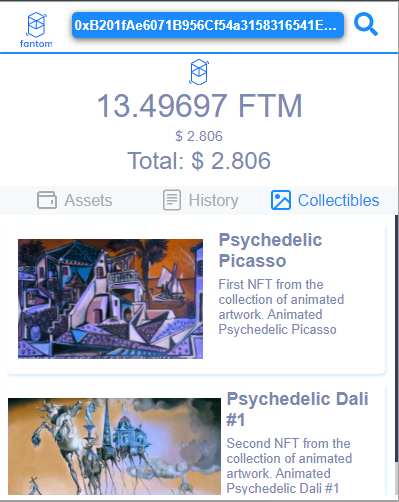 fantom
0xB201fAe6071B956Cf54a3158316541E...
13.49697 FTM
$ 2.806
Total: $ 2.806
Assets
History
Collectibles
Psychedelic
Picasso
First NFT from the
collection of animated
artwork. Animated
Psychedelic Picasso
Psychedelic Dali
#1
Second NFT from the
collection of animated
artwork. Animated
Psychedelic Dali #1